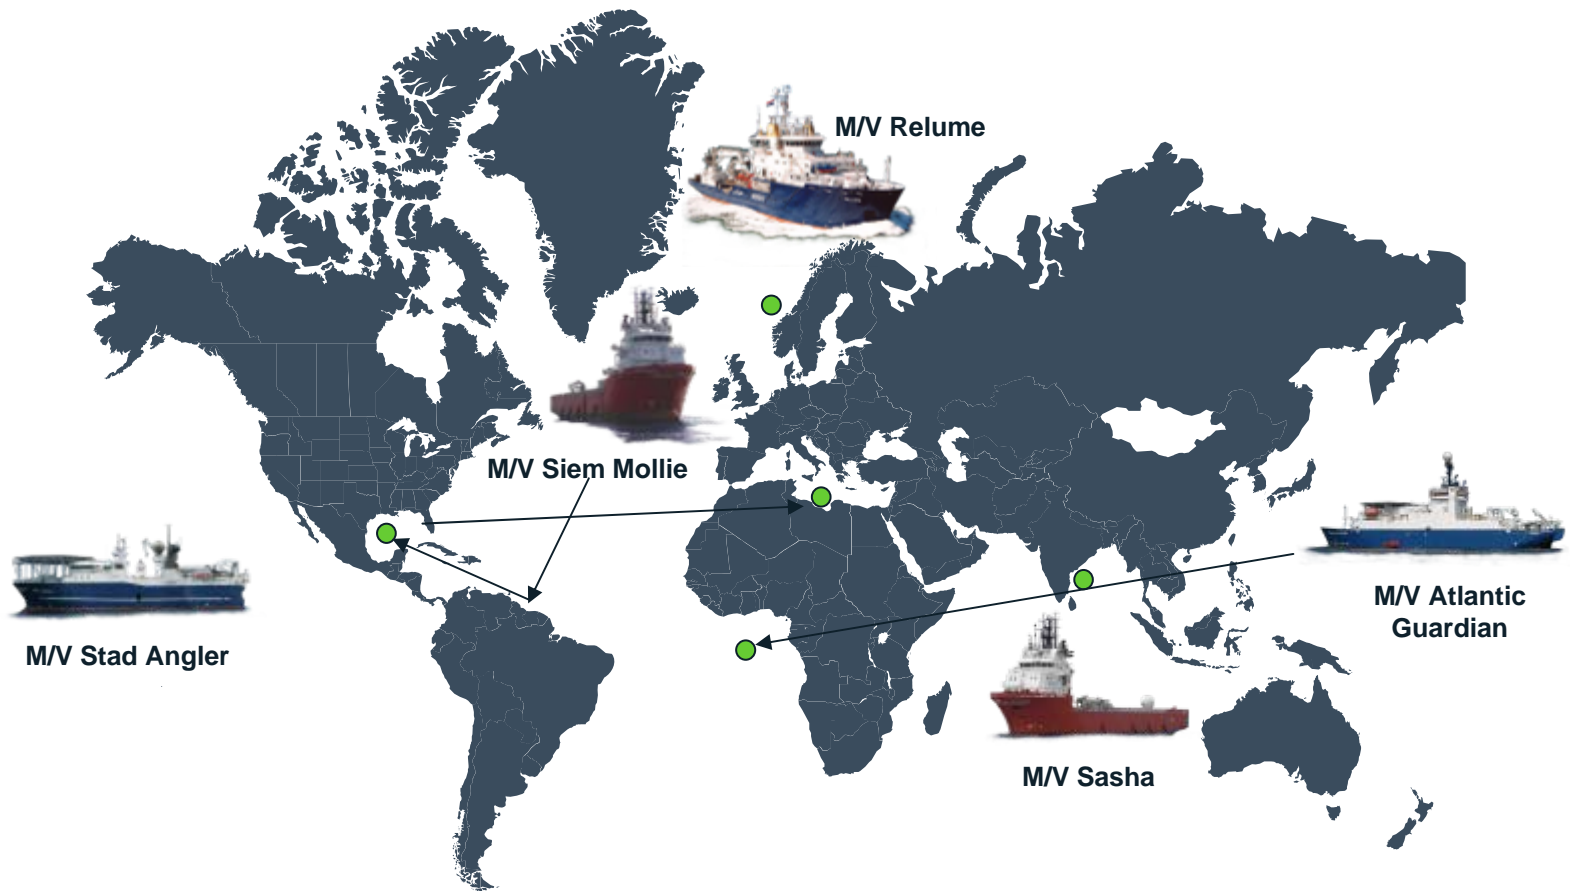 M/V Relume
M/V Siem Mollie
M/V Stad Angler
M/V Atlantic
Guardian
M/V Sasha